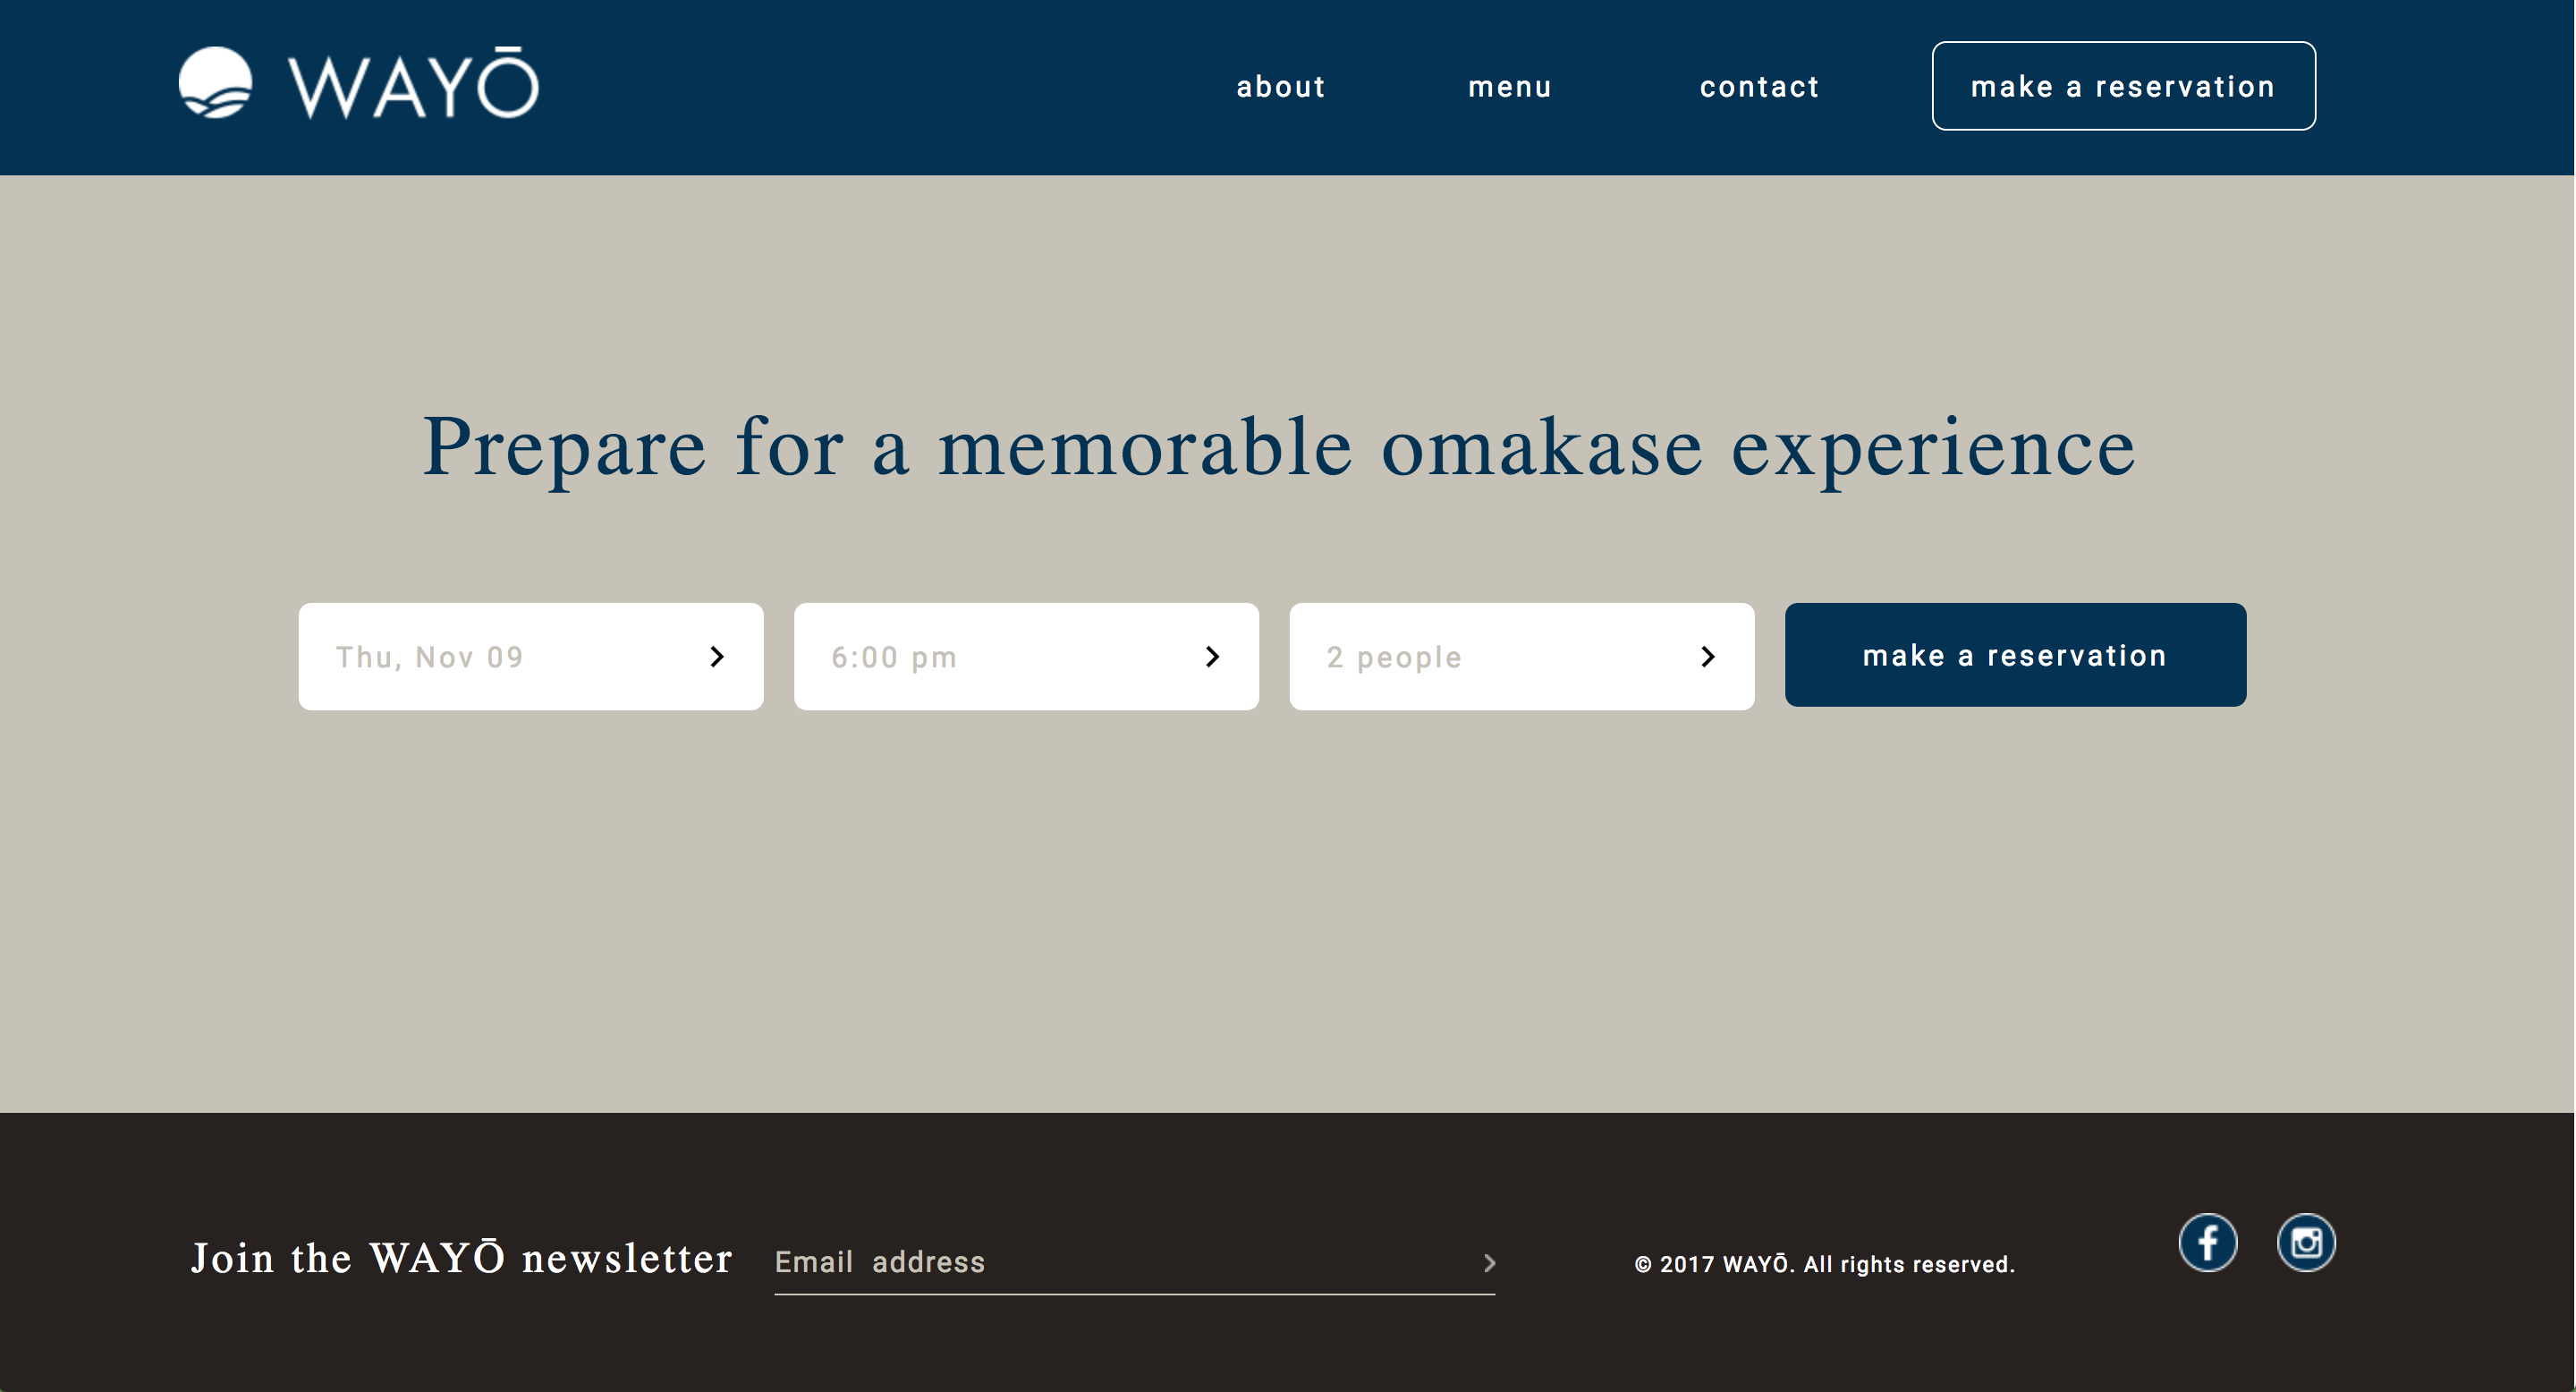 WAYŌ
about menu contact make a reservation
Prepare for a memorable omakase experience
Thu, Nov 09 6:00 pm 2 people make a reservation
Join the WAYŌ newsletter Email address © 2017 WAYŌ. All rights reserved.